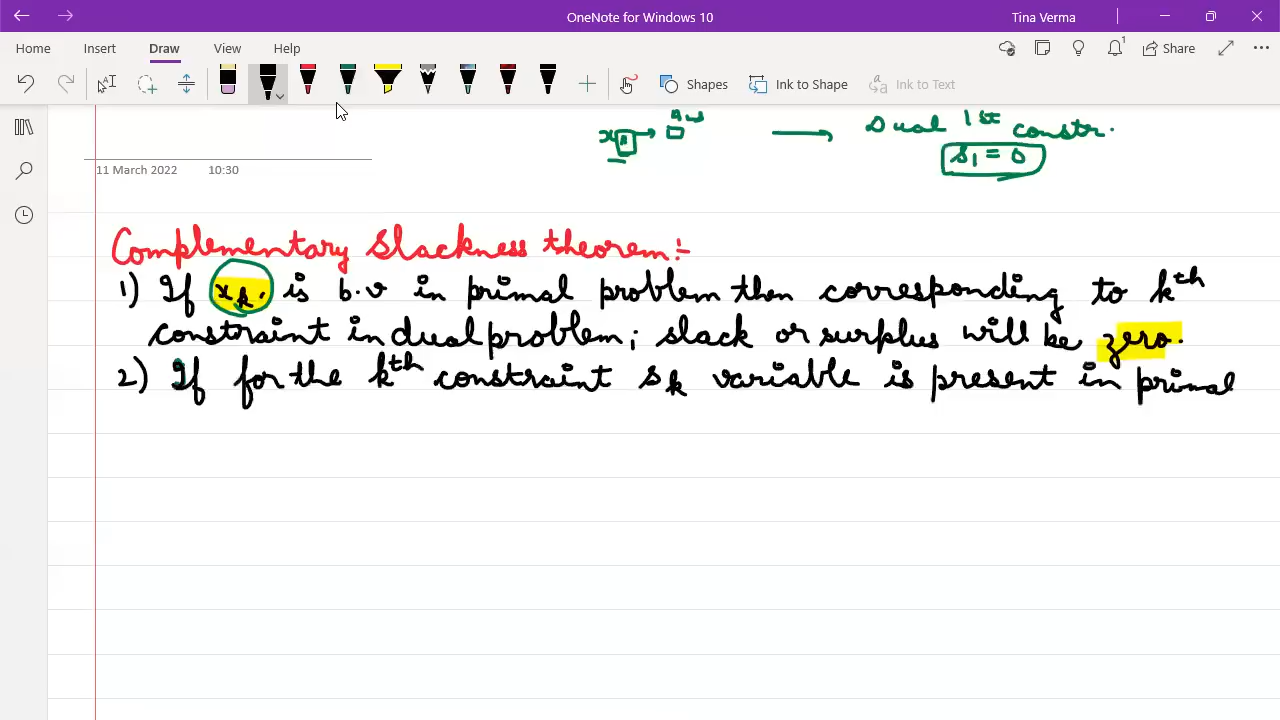 OneNote for Windows 10
Tina Verma
Home Insert Draw View Help
1
Share
Shapes
Ink to Shape
Ink to Text
Dual 1st constr.
S1 = 0
11 March 2022 10:30
Complementary Slackness theorem:-
1) If xk. is b.v in primal problem then corresponding to kth
constraint in dual problem; slack or surplus will be zero.
2) If for the kth constraint sk variable is present in primal